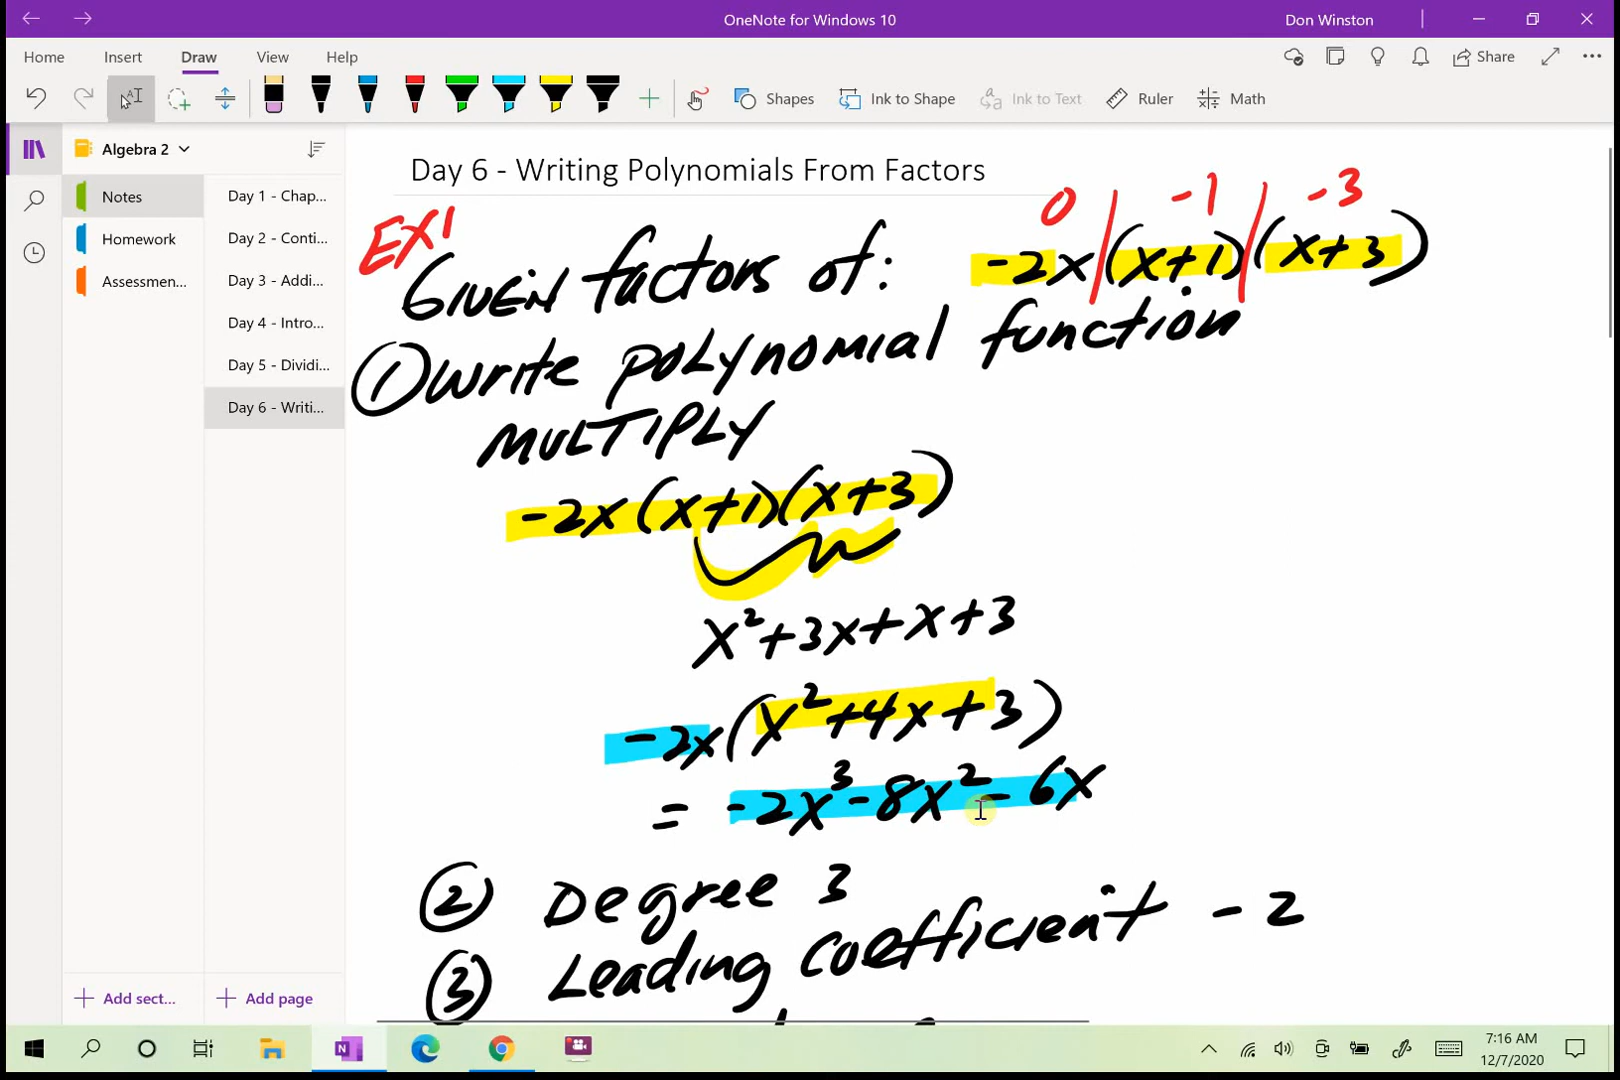 OneNote for Windows 10
Don Winston
Home Insert Draw View Help
Share
Shapes Ink to Shape Ink to Text Ruler Math
Algebra 2
Notes
Homework
Assessmen...
Day 1 - Chap...
Day 2 - Conti...
Day 3 - Addi...
Day 4 - Intro...
Day 5 - Dividi...
Day 6 - Writi...
Add sect...
Add page
Day 6 - Writing Polynomials From Factors
0 -1 -3
EX1
GIVEN factors of: -2x(x+1)(x+3)
① write polynomial function
MULTIPLY
-2x(x+1)(x+3)
x²+3x+x+3
-2x(x²+4x+3)
= -2x³-8x²-6x
② Degree 3
③ Leading coefficient -2
7:16 AM
12/7/2020